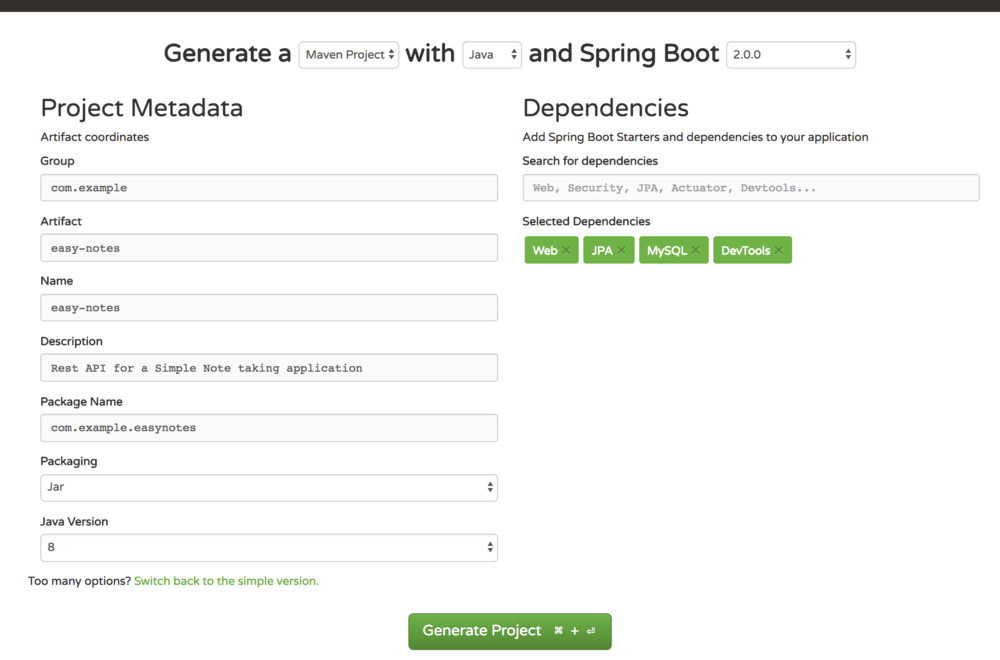 Generate a Maven Project with Java and Spring Boot 2.0.0
Project Metadata
Artifact coordinates
Group
com.example
Artifact
easy-notes
Name
easy-notes
Description
Rest API for a Simple Note taking application
Package Name
com.example.easynotes
Packaging
Jar
Java Version
8
Too many options? Switch back to the simple version.
Dependencies
Add Spring Boot Starters and dependencies to your application
Search for dependencies
Web, Security, JPA, Actuator, Devtools...
Selected Dependencies
Web × JPA × MySQL × DevTools ×
Generate Project ⌘ + ⏎